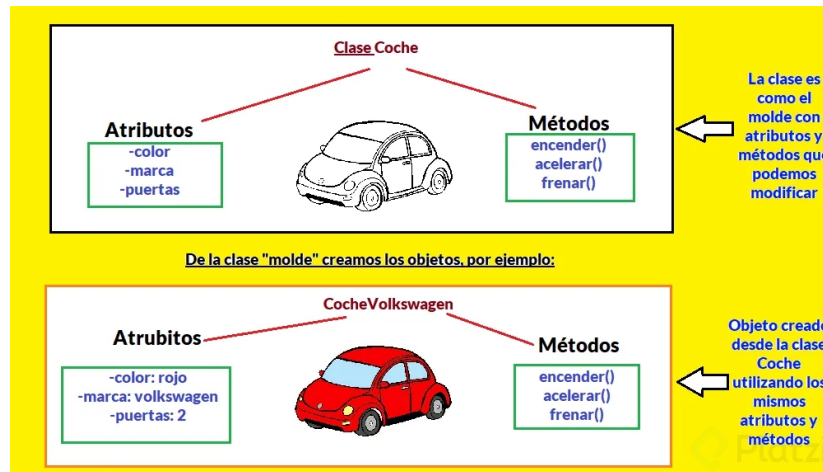 Clase Coche
Atributos
-color
-marca
-puertas
Métodos
encender()
acelerar()
frenar()
La clase es
como el
molde con
atributos y
métodos que
podemos
modificar
De la clase "molde" creamos los objetos, por ejemplo:
CocheVolkswagen
Atrubitos
-color: rojo
-marca: volkswagen
-puertas: 2
Métodos
encender()
acelerar()
frenar()
Objeto creado
desde la clase
Coche
utilizando los
mismos
atributos y
métodos
Platzi